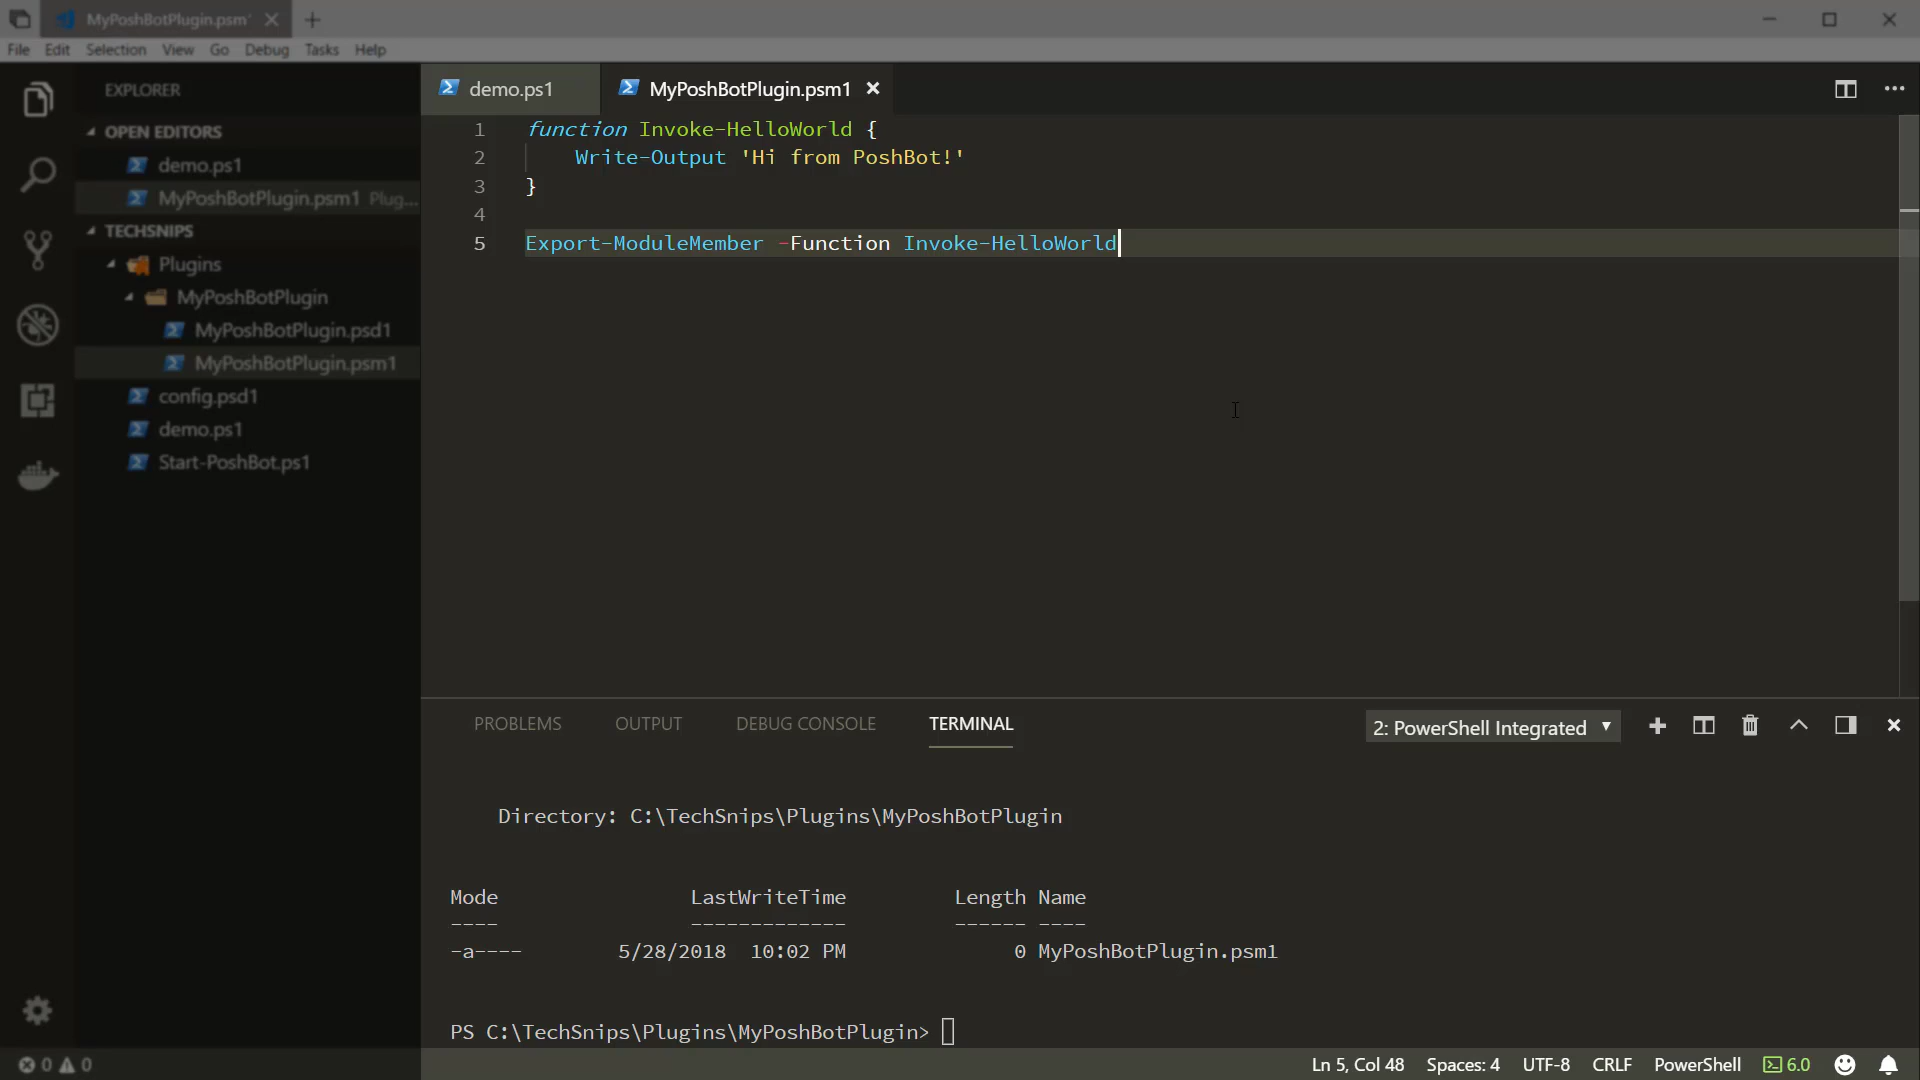 MyPoshBotPlugin.psm'
File Edit Selection View Go Debug Tasks Help
EXPLORER
OPEN EDITORS
demo.ps1
MyPoshBotPlugin.psm1 Plug...
TECHSNIPS
Plugins
MyPoshBotPlugin
MyPoshBotPlugin.psd1
MyPoshBotPlugin.psm1
config.psd1
demo.ps1
Start-PoshBot.ps1
demo.ps1 MyPoshBotPlugin.psm1
1 function Invoke-HelloWorld {
2 Write-Output 'Hi from PoshBot!'
3 }
4
5 Export-ModuleMember -Function Invoke-HelloWorld
PROBLEMS OUTPUT DEBUG CONSOLE TERMINAL 2: PowerShell Integrated
Directory: C:\TechSnips\Plugins\MyPoshBotPlugin
Mode LastWriteTime Length Name
---- ------------- ------ ----
-a---- 5/28/2018 10:02 PM 0 MyPoshBotPlugin.psm1
PS C:\TechSnips\Plugins\MyPoshBotPlugin>
0 0 Ln 5, Col 48 Spaces: 4 UTF-8 CRLF PowerShell 6.0